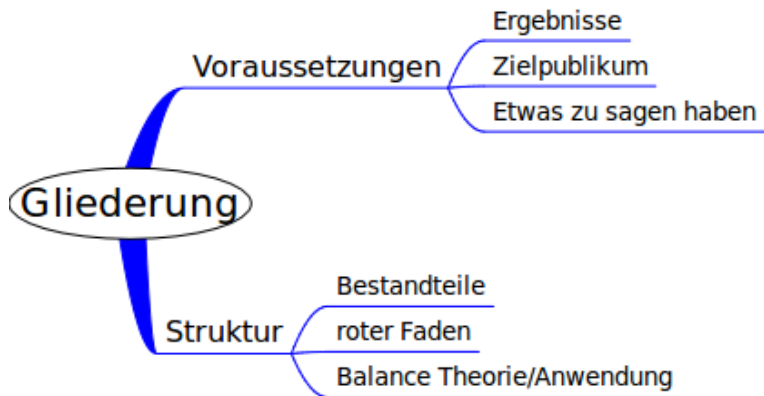 Gliederung
Voraussetzungen
Ergebnisse
Zielpublikum
Etwas zu sagen haben
Struktur
Bestandteile
roter Faden
Balance Theorie/Anwendung